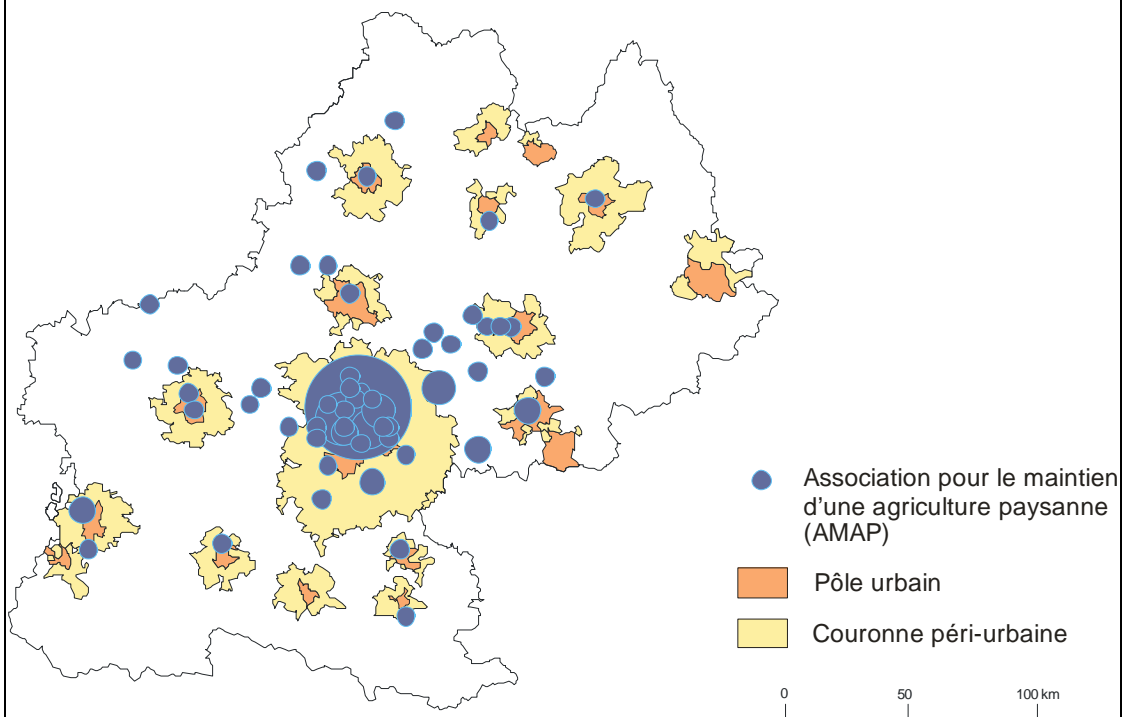 Association pour le maintien
d'une agriculture paysanne
(AMAP)
Pôle urbain
Couronne péri-urbaine
0 50 100 km